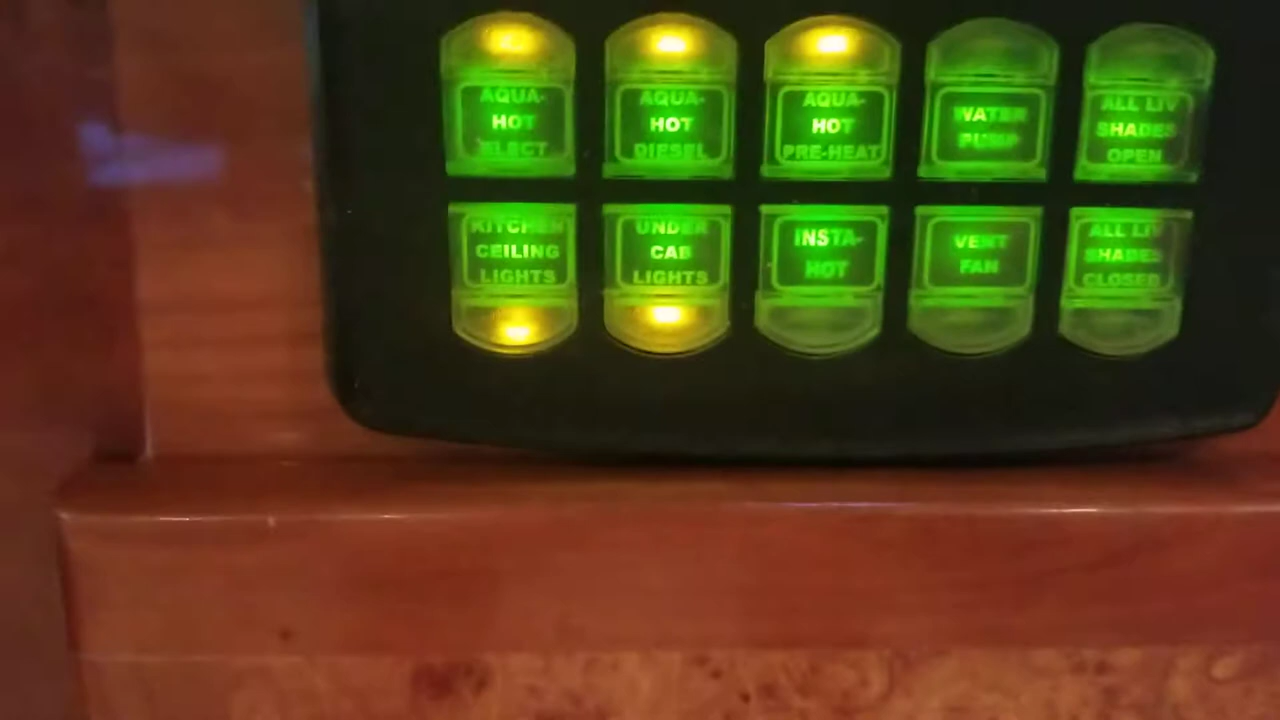 AQUA-
HOT
ELECT
AQUA-
HOT
DIESEL
AQUA-
HOT
PRE-HEAT
WATER
PUMP
ALL LIV
SHADES
OPEN
KITCHEN
CEILING
LIGHTS
UNDER
CAB
LIGHTS
INSTA-
HOT
VENT
FAN
ALL LIV
SHADES
CLOSED